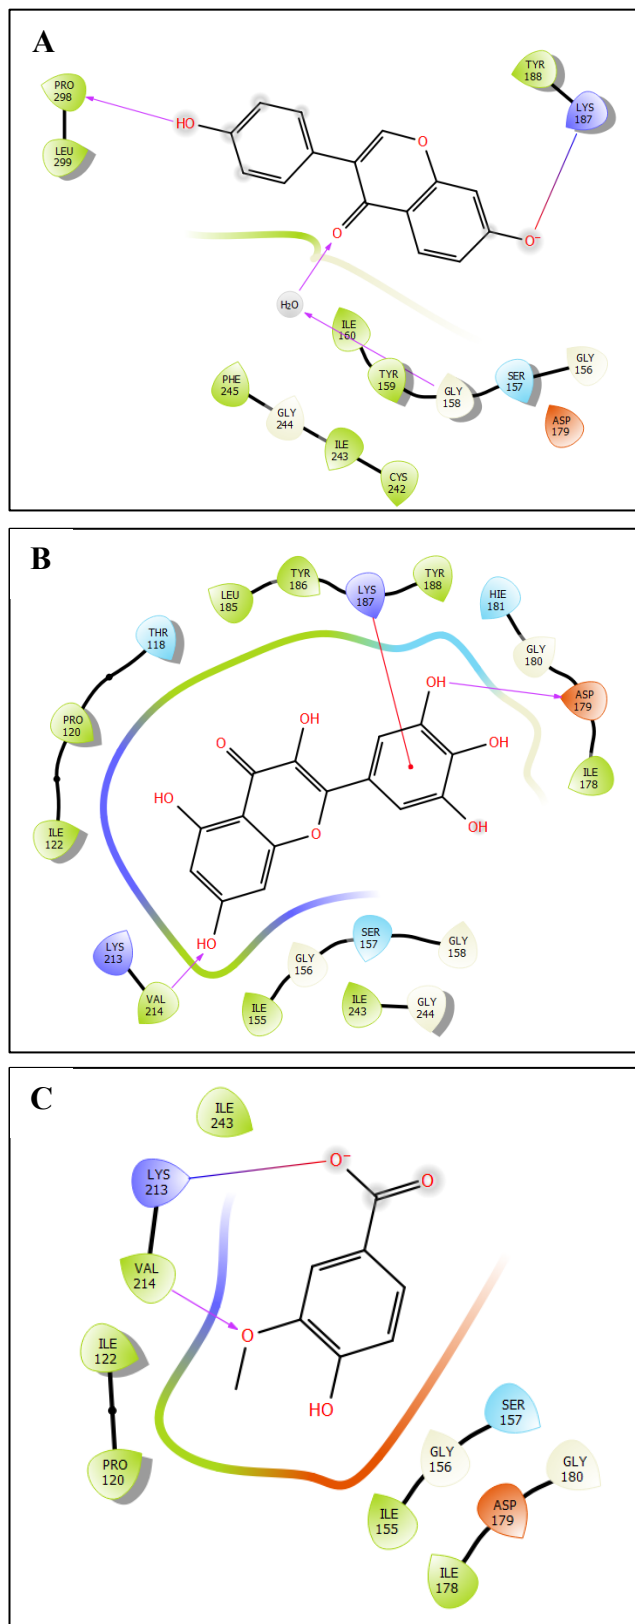 A
PRO
298
LEU
299
HO
O
O
O⁻
TYR
188
LYS
187
H₂O
ILE
160
TYR
159
GLY
158
SER
157
GLY
156
ASP
179
PHE
245
GLY
244
ILE
243
CYS
242
B
LEU
185
TYR
186
LYS
187
TYR
188
HIE
181
GLY
180
ASP
179
ILE
178
THR
118
PRO
120
ILE
122
OH
OH
OH
OH
O
O
HO
HO
LYS
213
VAL
214
ILE
155
GLY
156
SER
157
GLY
158
ILE
243
GLY
244
C
ILE
243
LYS
213
VAL
214
O⁻
O
O
HO
ILE
122
PRO
120
SER
157
GLY
156
ILE
155
GLY
180
ASP
179
ILE
178